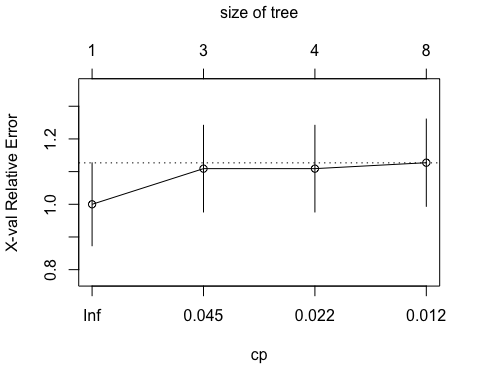 size of tree
1 3 4 8
X-val Relative Error
1.2
1.0
0.8
Inf 0.045 0.022 0.012
cp